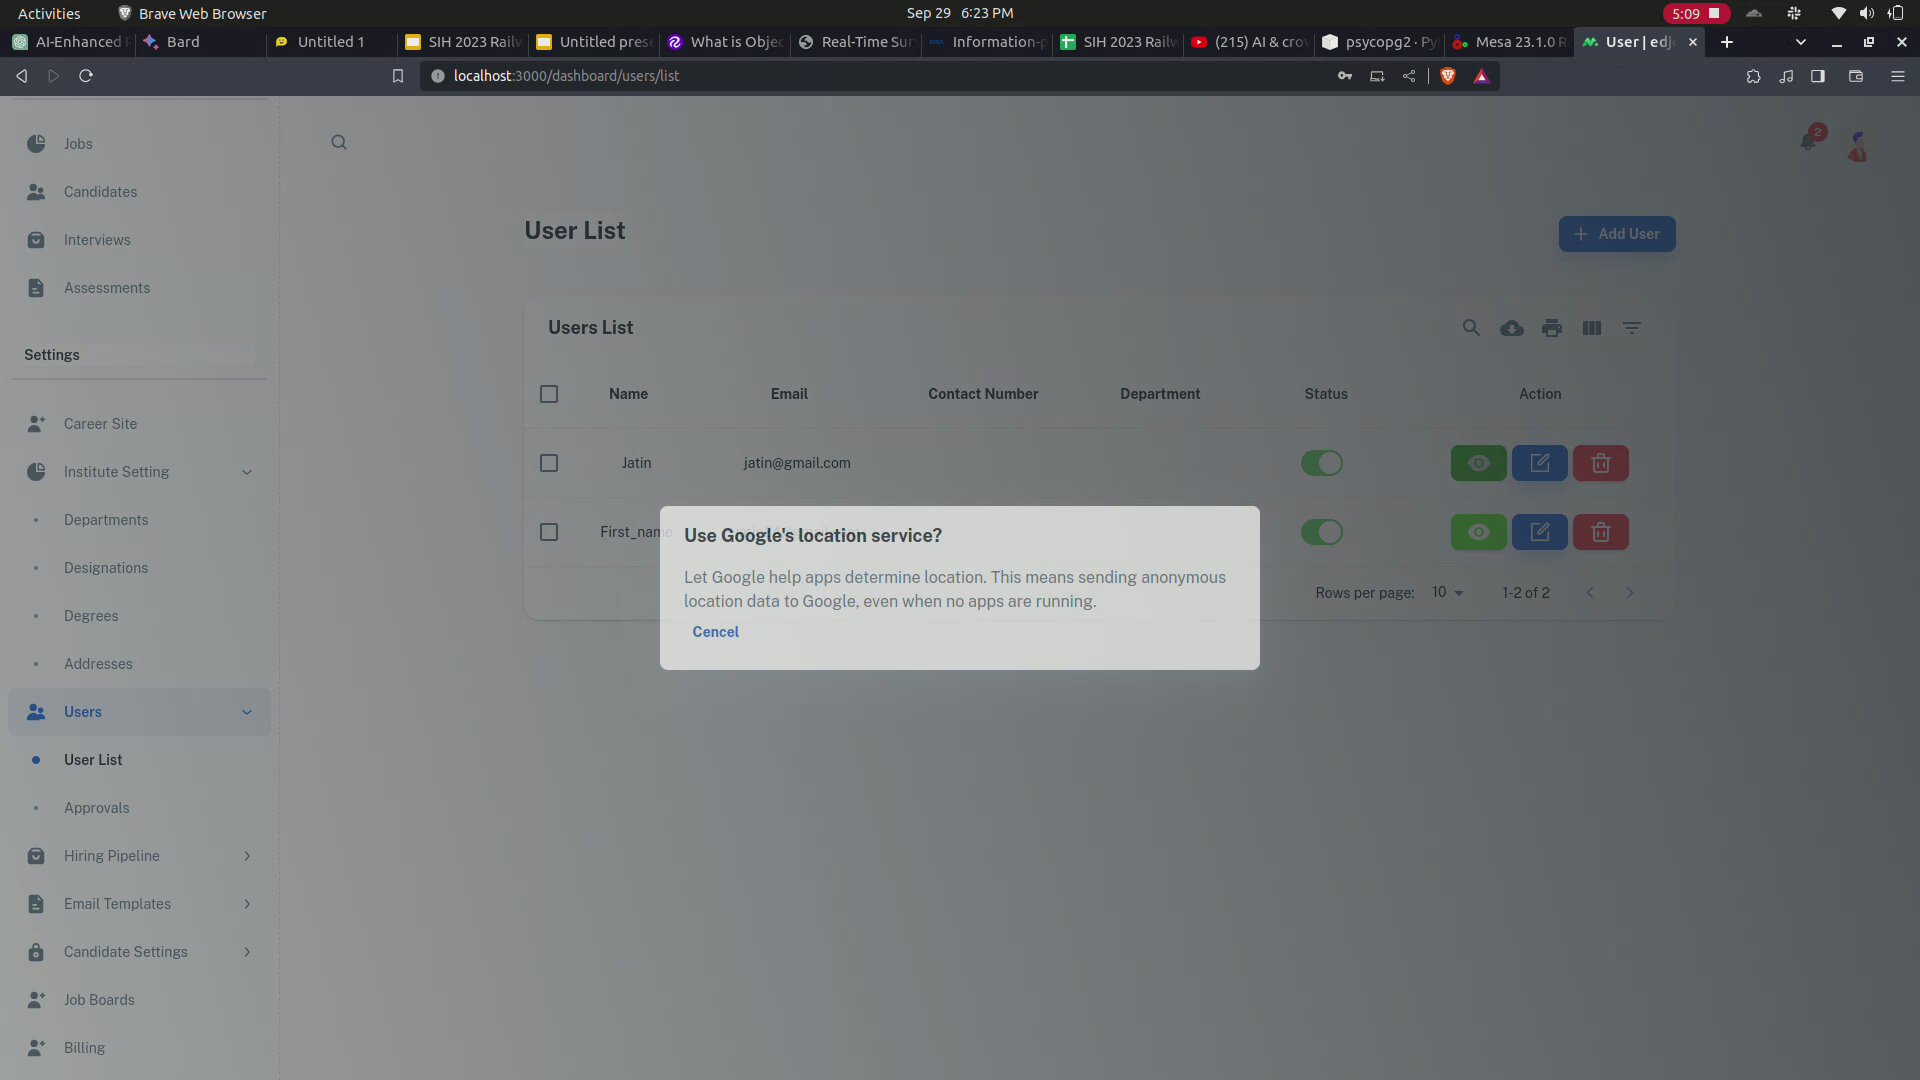 Activities
Brave Web Browser
Sep 29 6:23 PM
5:09
AI-Enhanced
Bard
Untitled 1
SIH 2023 Railw
Untitled prese
What is Objec
Real-Time Sur
Information-p
SIH 2023 Railw
(215) AI & crow
psycopg2 · Py
Mesa 23.1.0 R
User | edj
localhost:3000/dashboard/users/list
Jobs
Candidates
Interviews
Assessments
Settings
Career Site
Institute Setting
Departments
Designations
Degrees
Addresses
Users
User List
Approvals
Hiring Pipeline
Email Templates
Candidate Settings
Job Boards
Billing
2
User List
Add User
Users List
Name Email Contact Number Department Status Action
Jatin jatin@gmail.com
First_name
Rows per page: 10 1-2 of 2
Use Google's location service?
Let Google help apps determine location. This means sending anonymous
location data to Google, even when no apps are running.
Cencel